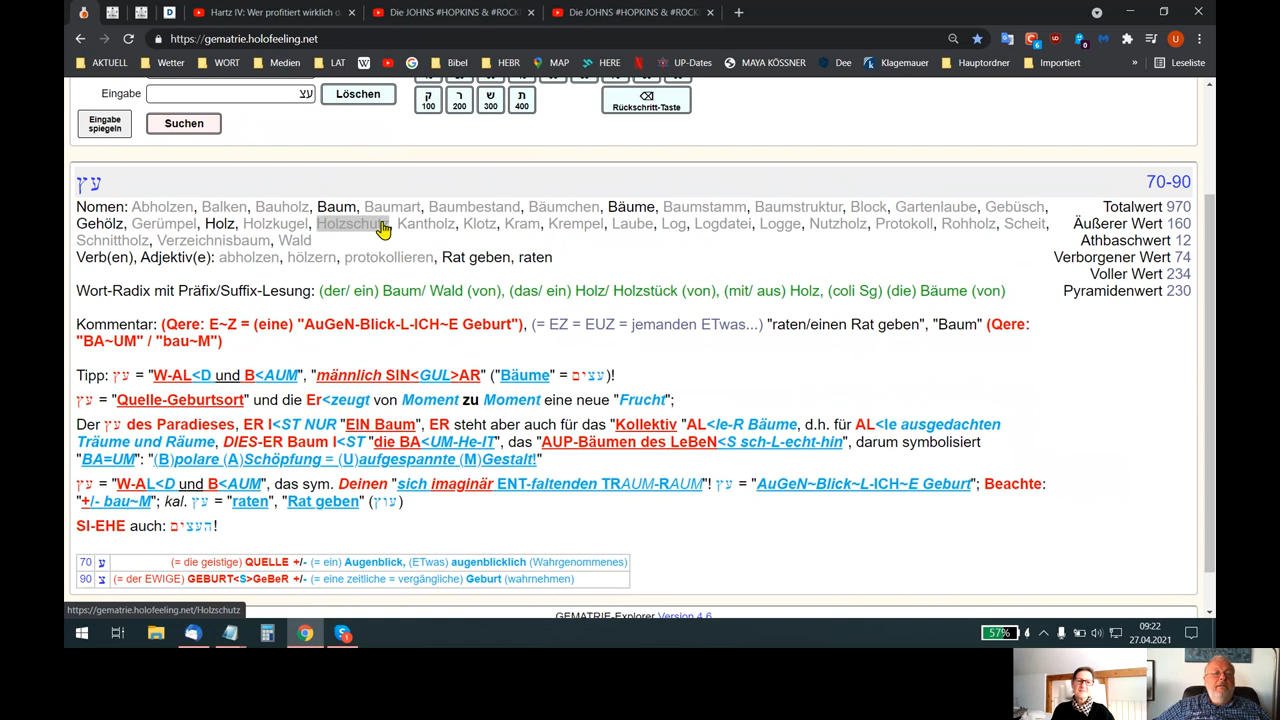 Hartz IV: Wer profitiert wirklich d
Die JOHNS #HOPKINS & #ROCK
Die JOHNS #HOPKINS & #ROCK
https://gematrie.holofeeling.net
AKTUELL Wetter WORT Medien LAT Bibel HEBR MAP HERE UP-Dates MAYA KÖSSNER Dee Klagemauer Hauptordner Importiert » Leseliste
Eingabe עצ Löschen
ק 100 ר 200 ש 300 ת 400 Rückschritt-Taste
Eingabe spiegeln Suchen
עץ 70-90
Nomen: Abholzen, Balken, Bauholz, Baum, Baumart, Baumbestand, Bäumchen, Bäume, Baumstamm, Baumstruktur, Block, Gartenlaube, Gebüsch,
Gehölz, Gerümpel, Holz, Holzkugel, Holzschutz, Kantholz, Klotz, Kram, Krempel, Laube, Log, Logdatei, Logge, Nutzholz, Protokoll, Rohholz, Scheit,
Schnittholz, Verzeichnisbaum, Wald
Verb(en), Adjektiv(e): abholzen, hölzern, protokollieren, Rat geben, raten
Totalwert 970
Äußerer Wert 160
Athbaschwert 12
Verborgener Wert 74
Voller Wert 234
Pyramidenwert 230
Wort-Radix mit Präfix/Suffix-Lesung: (der/ ein) Baum/ Wald (von), (das/ ein) Holz/ Holzstück (von), (mit/ aus) Holz, (coli Sg) (die) Bäume (von)
Kommentar: (Qere: E~Z = (eine) "AuGeN-Blick-L-ICH~E Geburt"), (= EZ = EUZ = jemanden ETwas...) "raten/einen Rat geben", "Baum" (Qere:
"BA~UM" / "bau~M")
Tipp: עץ = "W-AL<D und B<AUM", "männlich SIN<GUL>AR" ("Bäume" = עצים)!
עץ = "Quelle-Geburtsort" und die Er<zeugt von Moment zu Moment eine neue "Frucht";
Der עץ des Paradieses, ER I<ST NUR "EIN Baum", ER steht aber auch für das "Kollektiv "AL<le-R Bäume, d.h. für AL<le ausgedachten
Träume und Räume, DIES-ER Baum I<ST "die BA<UM-He-IT", das "AUP-Bäumen des LeBeN<S sch-L-echt-hin", darum symbolisiert
"BA=UM": "(B)polare (A)Schöpfung = (U)aufgespannte (M)Gestalt!"
עץ = "W-AL<D und B<AUM", das sym. Deinen "sich imaginär ENT-faltenden TRAUM-RAUM"! עץ = "AuGeN~Blick~L-ICH~E Geburt"; Beachte:
"+/- bau~M"; kal. עץ = "raten", "Rat geben" (עוץ)
SI-EHE auch: העצים!
70 ע (= die geistige) QUELLE +/- (= ein) Augenblick, (ETwas) augenblicklich (Wahrgenommenes)
90 צ (= der EWIGE) GEBURT<S>GeBeR +/- (= eine zeitliche = vergängliche) Geburt (wahrnehmen)
https://gematrie.holofeeling.net/Holzschutz
GEMATRIE-Explorer Version 4.6
57% 09:22
27.04.2021